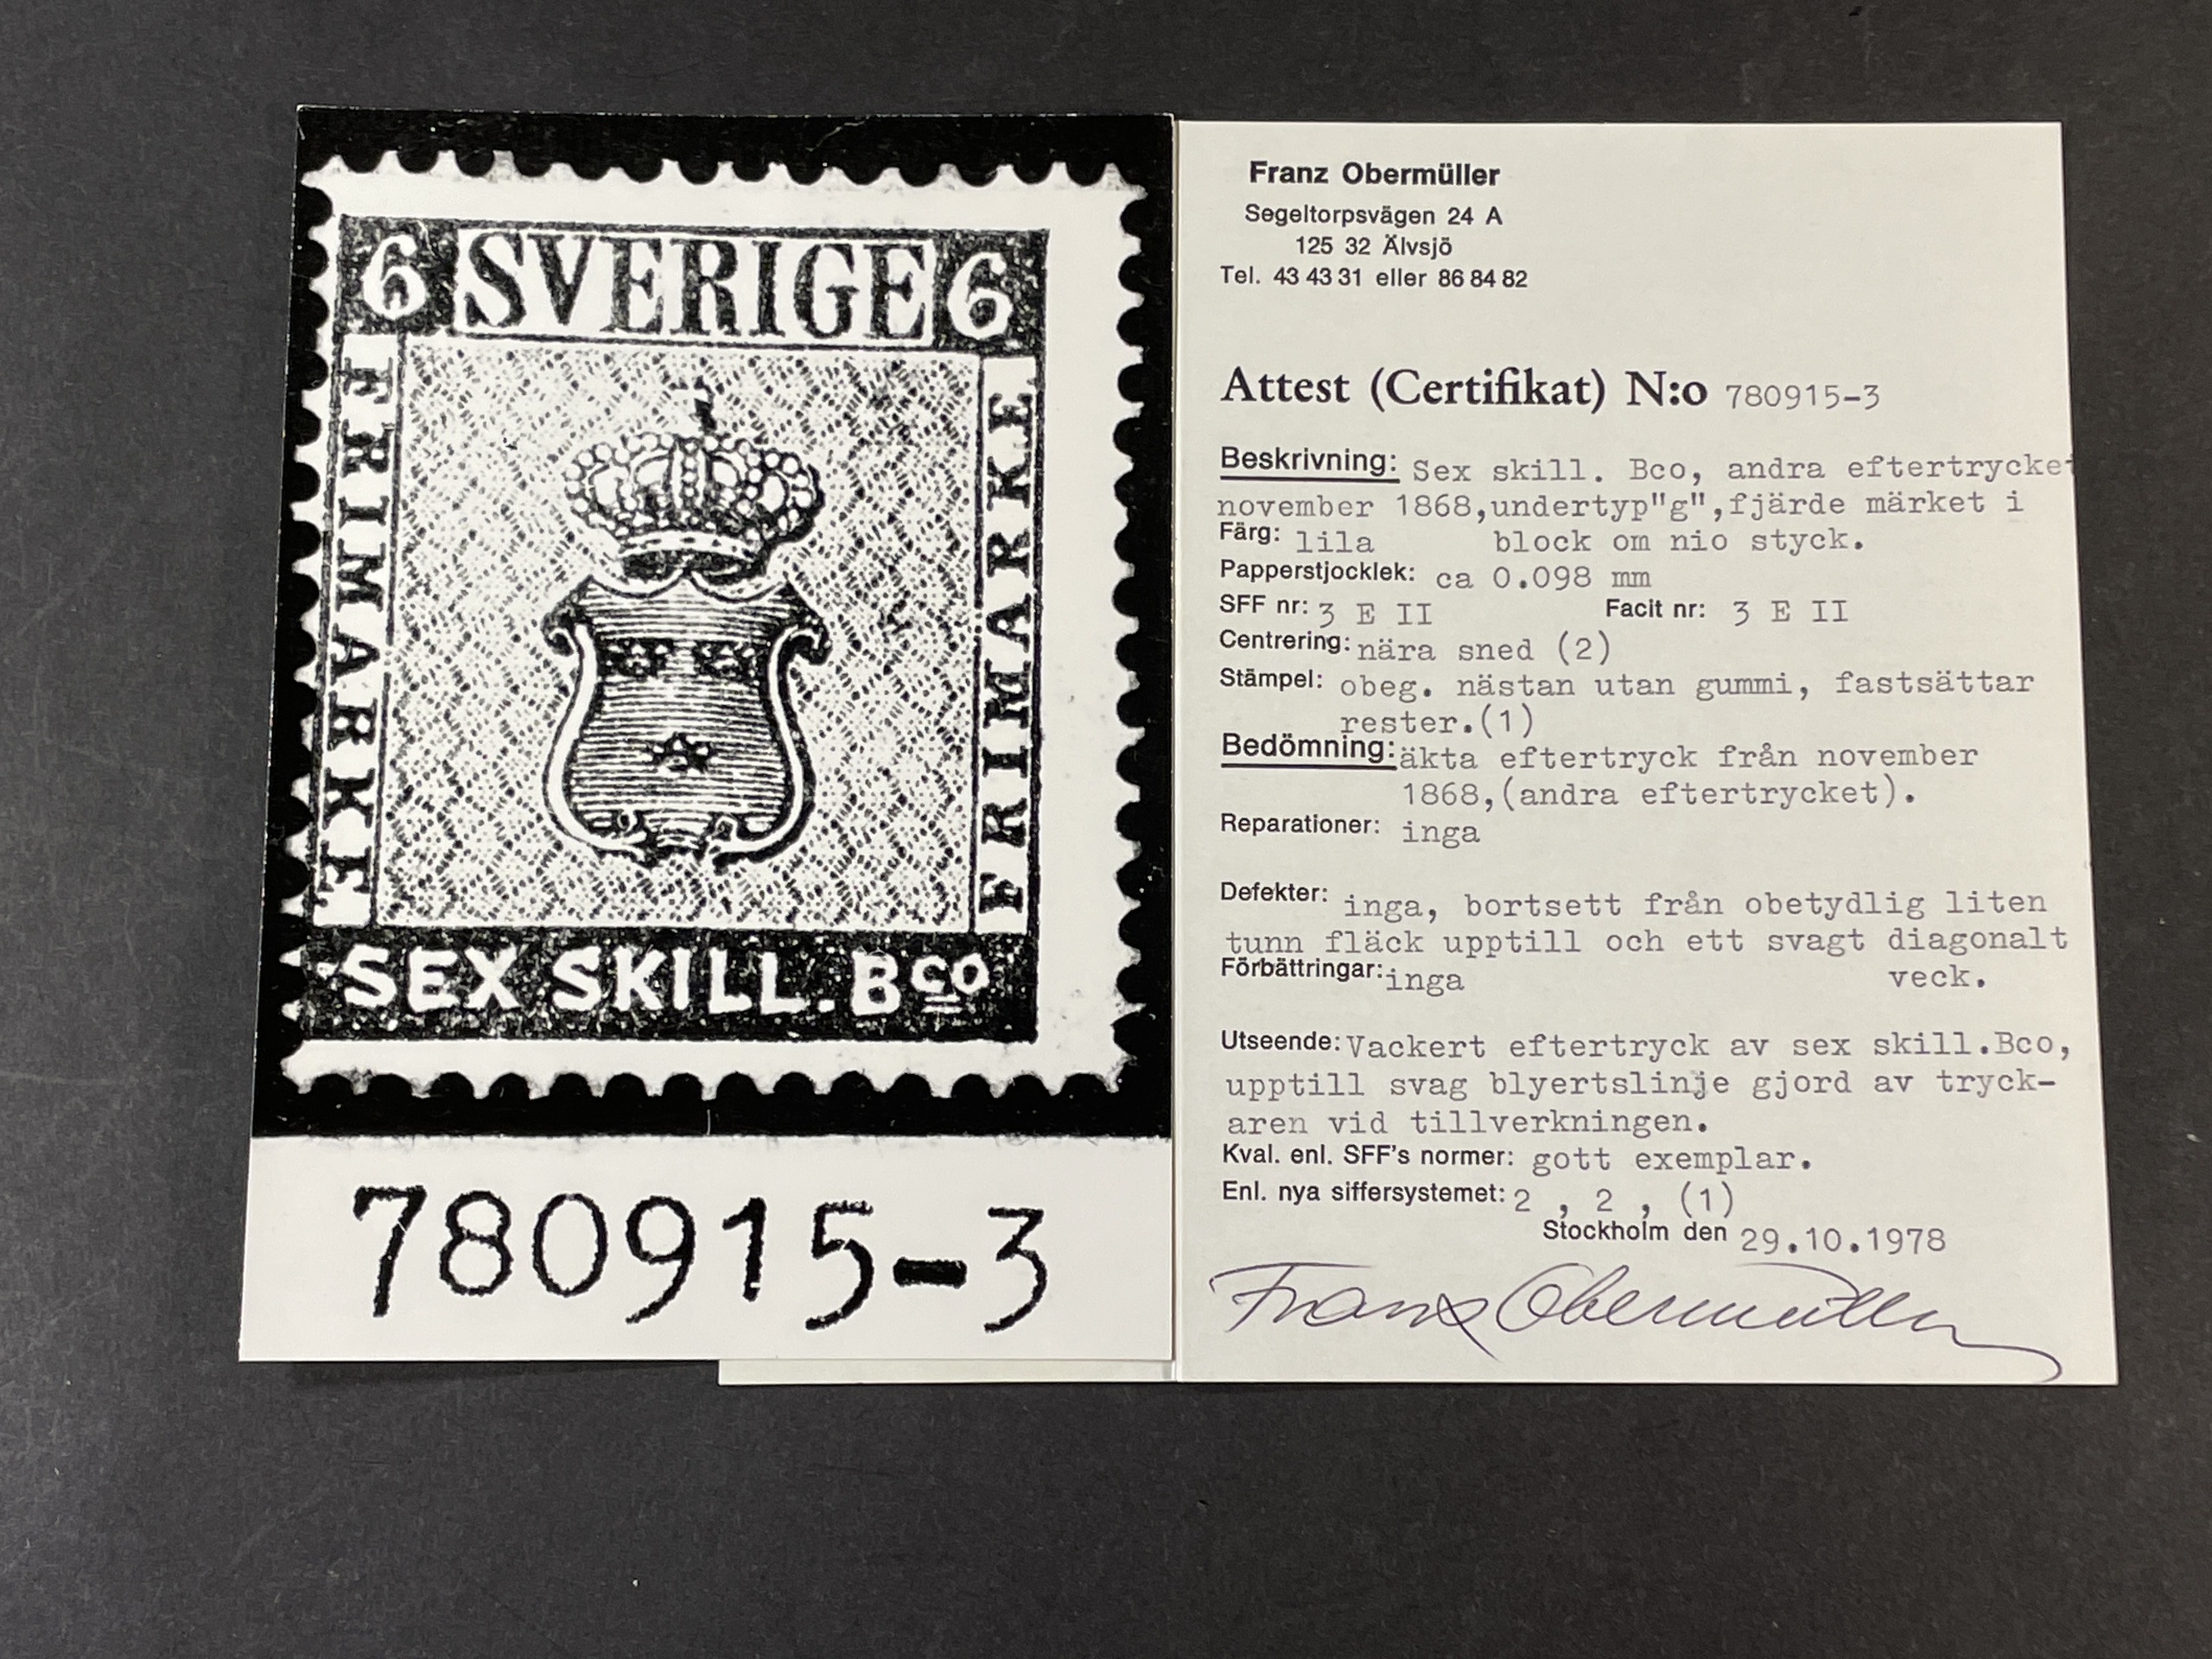 6 SVERIGE 6
FRIMARKE
FRIMARKE
SEX SKILL. Bco
780915-3
Franz Obermüller
Segeltorpsvägen 24 A
125 32 Älvsjö
Tel. 43 43 31 eller 86 84 82
Attest (Certifikat) N:o 780915-3
Beskrivning: Sex skill. Bco, andra eftertrycket
november 1868,undertyp"g",fjärde märket i
Färg: lila block om nio styck.
Papperstjocklek: ca 0.098 mm
SFF nr: 3 E II Facit nr: 3 E II
Centrering: nära sned (2)
Stämpel: obeg. nästan utan gummi, fastsättar
rester.(1)
Bedömning: äkta eftertryck från november
1868,(andra eftertrycket).
Reparationer: inga
Defekter: inga, bortsett från obetydlig liten
tunn fläck upptill och ett svagt diagonalt
Förbättringar: inga veck.
Utseende: Vackert eftertryck av sex skill.Bco,
upptill svag blyertslinje gjord av tryck-
aren vid tillverkningen.
Kval. enl. SFF's normer: gott exemplar.
Enl. nya siffersystemet: 2 , 2 , (1)
Stockholm den 29.10.1978
Franz Obermüller